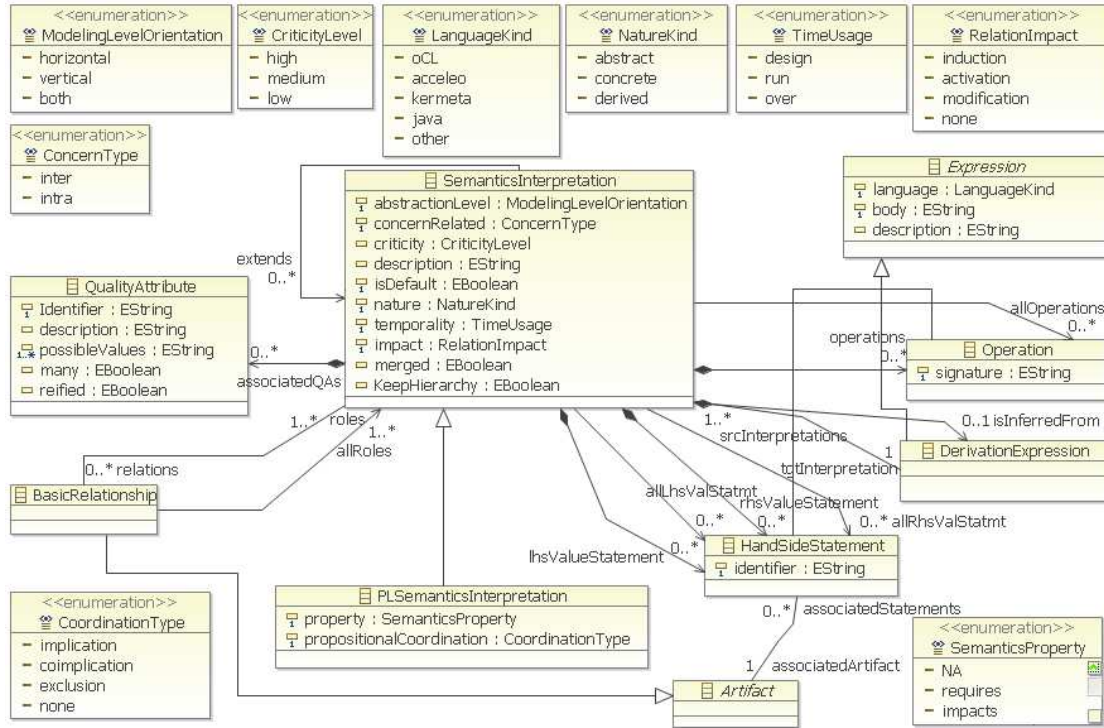 <<enumeration>>
ModelingLevelOrientation
horizontal
vertical
both
<<enumeration>>
CriticityLevel
high
medium
low
<<enumeration>>
LanguageKind
oCL
acceleo
kermeta
java
other
<<enumeration>>
NatureKind
abstract
concrete
derived
<<enumeration>>
TimeUsage
design
run
over
<<enumeration>>
RelationImpact
induction
activation
modification
none
<<enumeration>>
ConcernType
inter
intra
SemanticsInterpretation
abstractionLevel : ModelingLevelOrientation
concernRelated : ConcernType
criticity : CriticityLevel
description : EString
isDefault : EBoolean
nature : NatureKind
temporality : TimeUsage
impact : RelationImpact
merged : EBoolean
KeepHierarchy : EBoolean
Expression
language : LanguageKind
body : EString
description : EString
extends
0..*
QualityAttribute
Identifier : EString
description : EString
1..*
possibleValues : EString
many : EBoolean
reified : EBoolean
0..*
associatedQAs
allOperations
0..*
operations
0..*
Operation
signature : EString
1..*
roles
1..*
allRoles
0..* relations
BasicRelationship
1..*
srcInterpretations
1
tgtInterpretation
0..1 isInferredFrom
DerivationExpression
allLhsValStatmt
0..*
rhsValueStatement
0..*
0..* allRhsValStatmt
lhsValueStatement
0..*
HandSideStatement
identifier : EString
PLSemanticsInterpretation
property : SemanticsProperty
propositionalCoordination : CoordinationType
0..*
associatedStatements
1
associatedArtifact
Artifact
<<enumeration>>
CoordinationType
implication
coimplication
exclusion
none
<<enumeration>>
SemanticsProperty
NA
requires
impacts